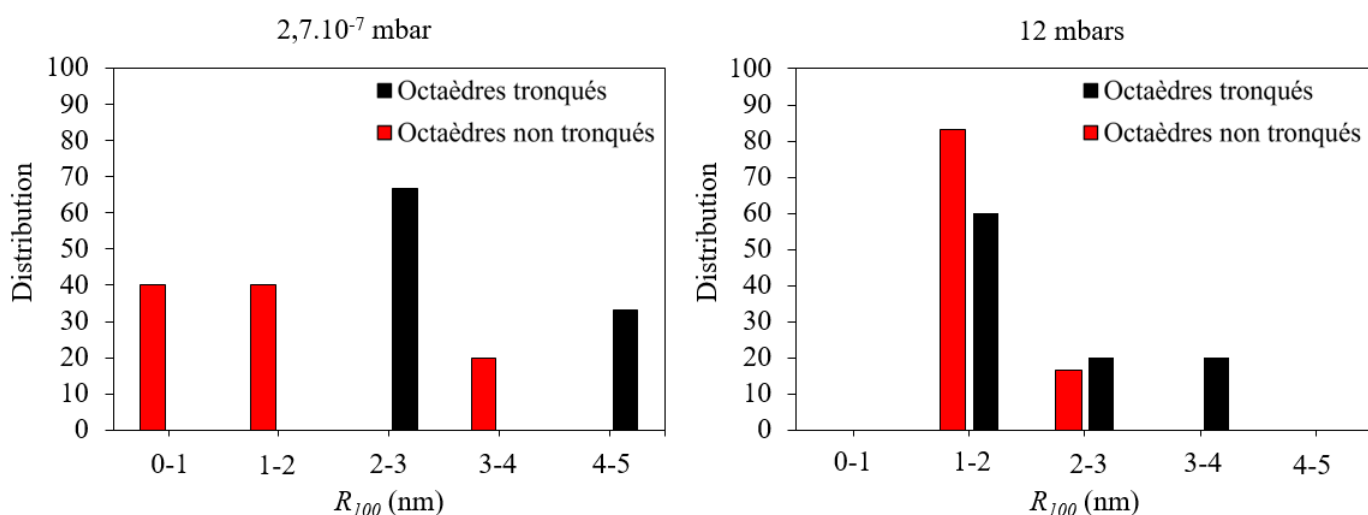 2,7.10⁻⁷ mbar
100
90
80
70
60
50
40
30
20
10
0
Distribution
Octaèdres tronqués
Octaèdres non tronqués
0-1 1-2 2-3 3-4 4-5
R₁₀₀ (nm)
12 mbars
100
90
80
70
60
50
40
30
20
10
0
Distribution
Octaèdres tronqués
Octaèdres non tronqués
0-1 1-2 2-3 3-4 4-5
R₁₀₀ (nm)